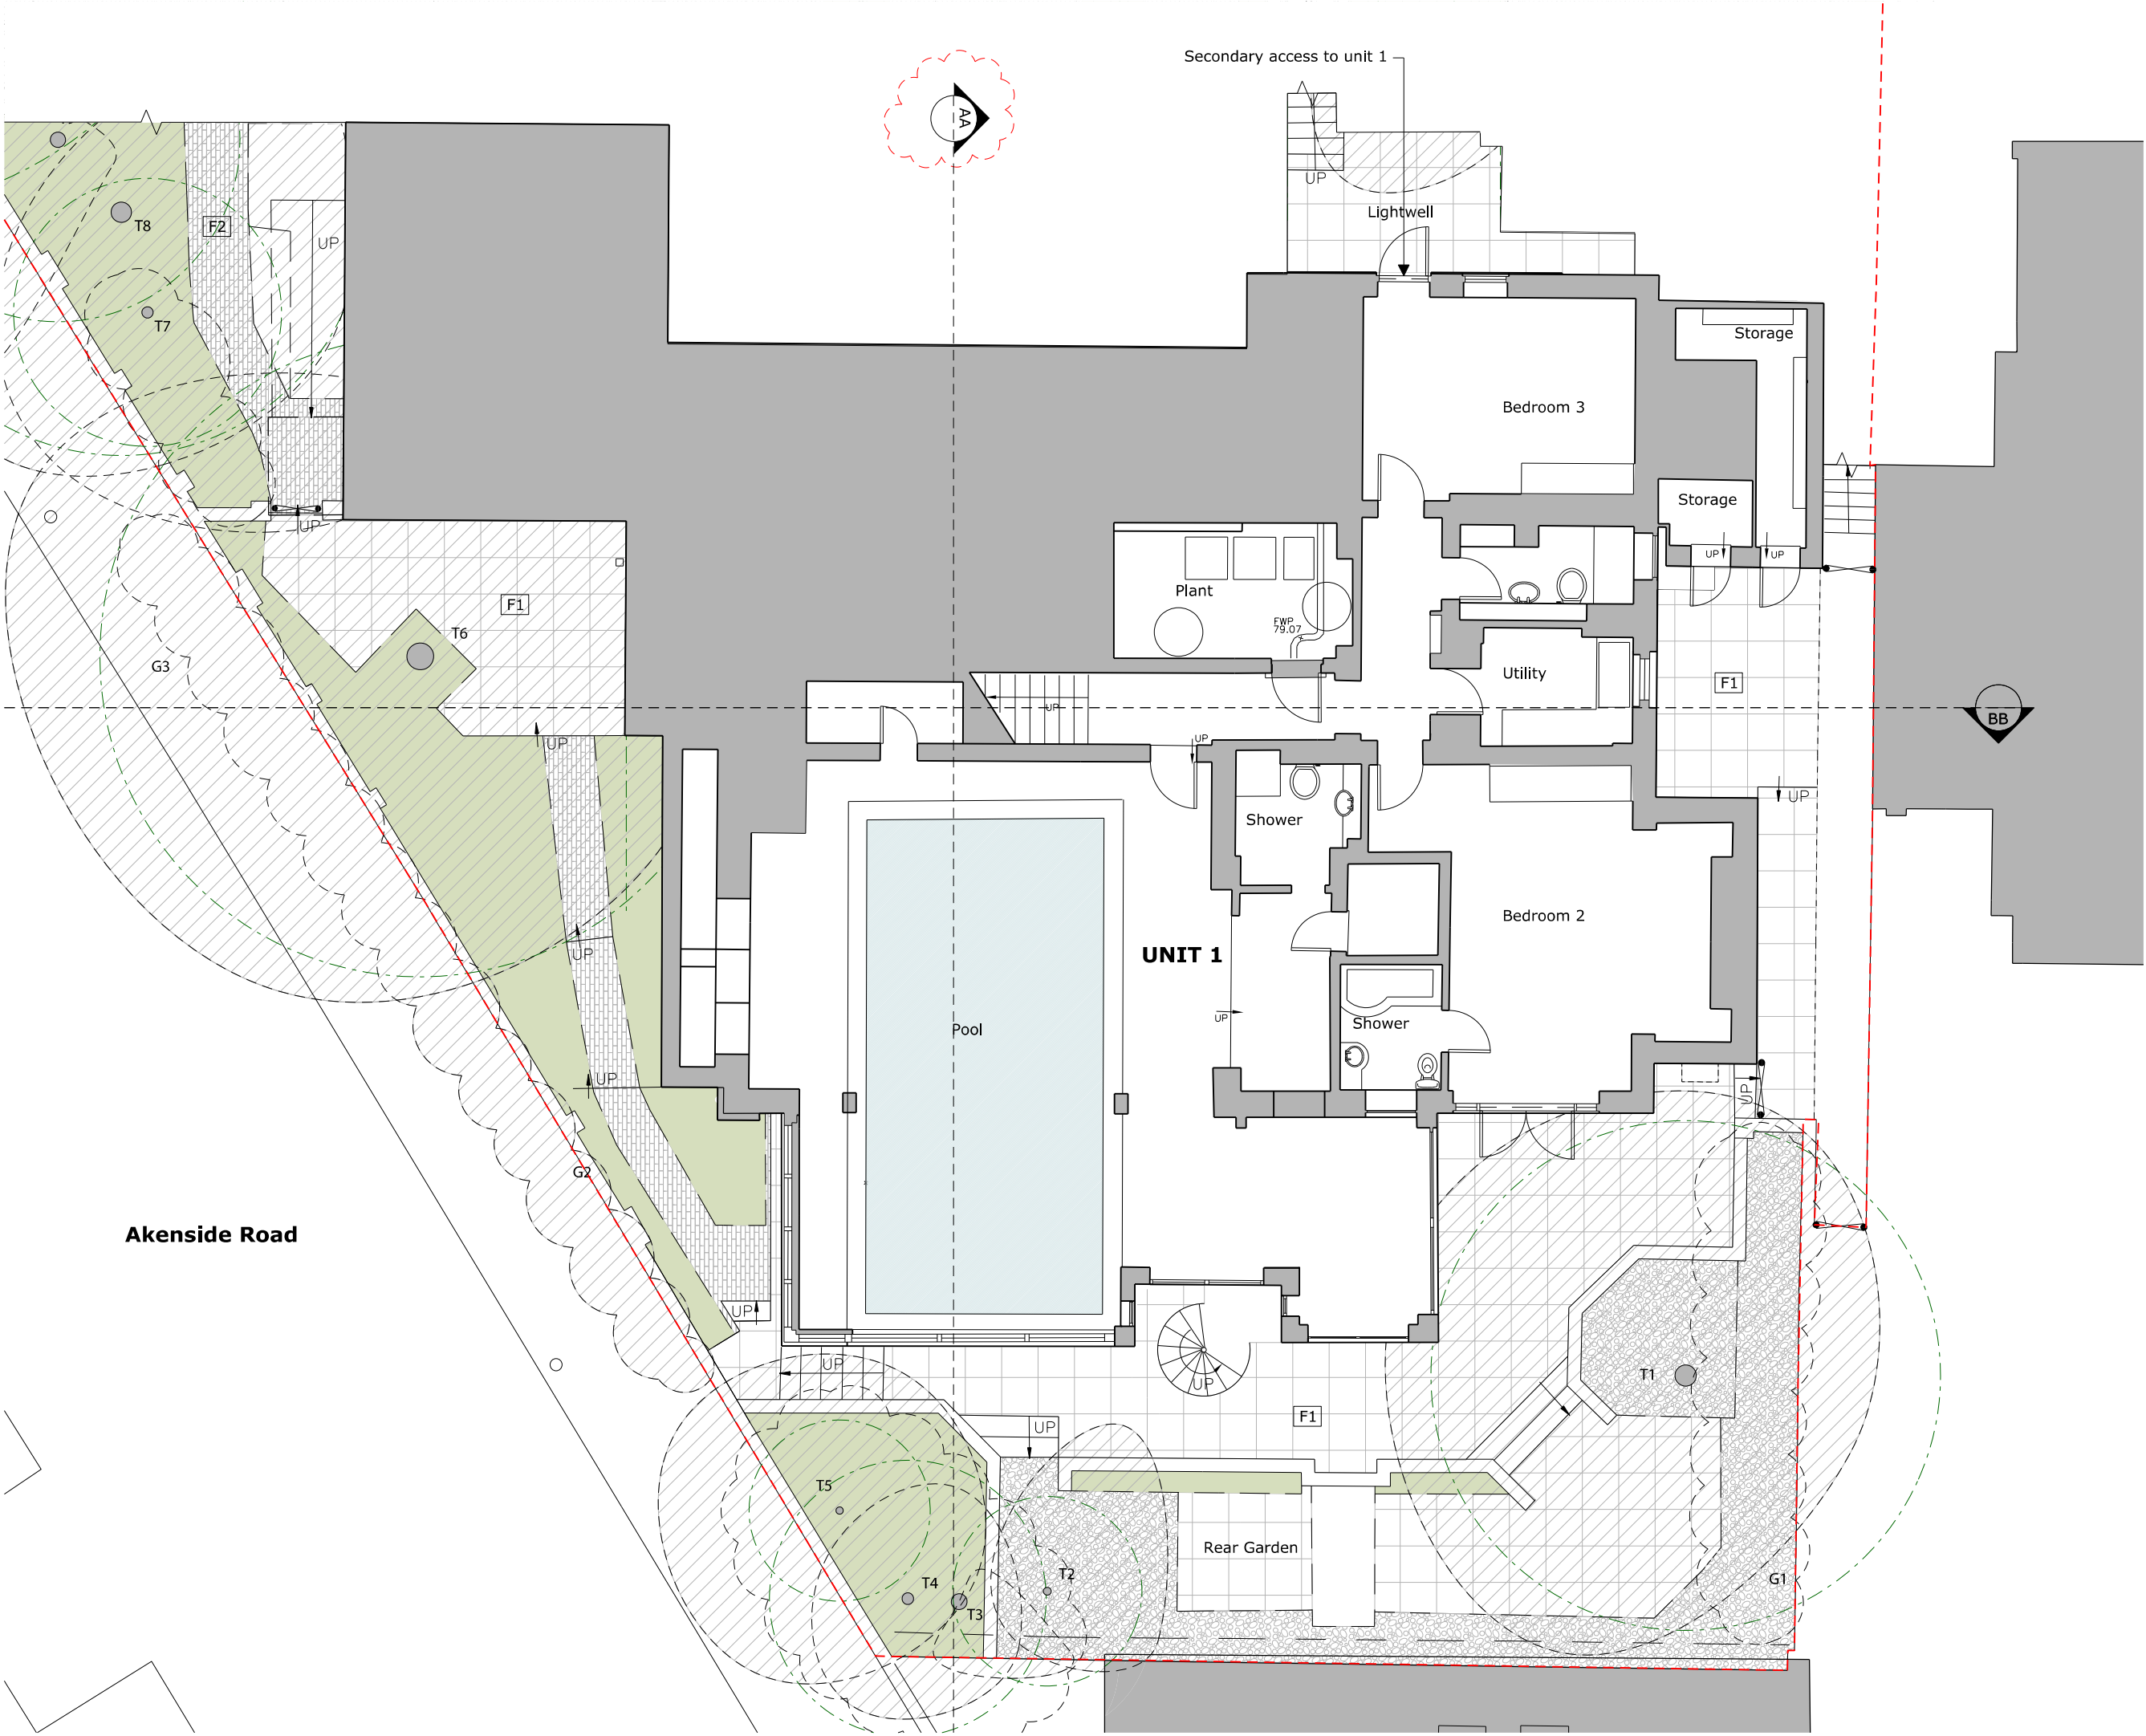 Secondary access to unit 1
AA
UP
Lightwell
T8
F2
UP
T7
Storage
Bedroom 3
Storage
UP
UP
UP
Plant
F1
FWP
79.07
T6
G3
Utility
F1
UP
UP
UP
BB
UP
Shower
Bedroom 2
UNIT 1
UP
UP
Shower
Pool
UP
UP
G2
Akenside Road
UP
UP
T1
UP
F1
UP
T5
Rear Garden
T2
T4
T3
G1